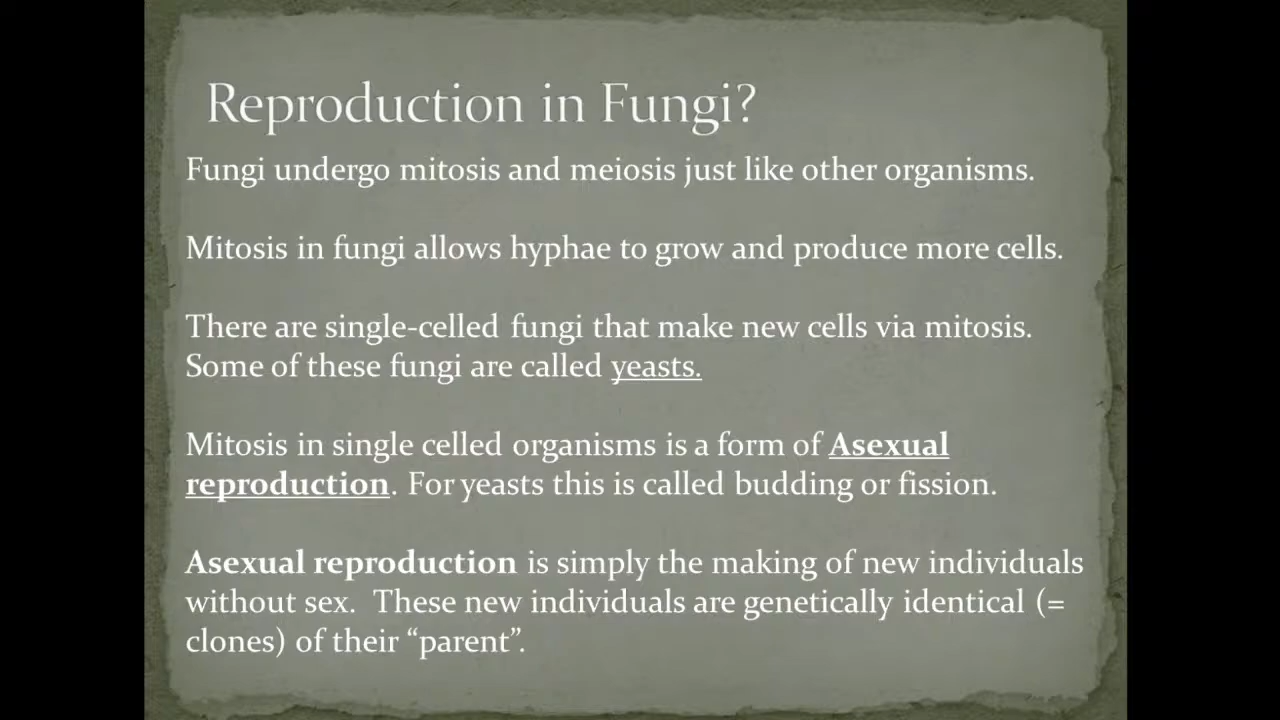 Reproduction in Fungi?
Fungi undergo mitosis and meiosis just like other organisms.
Mitosis in fungi allows hyphae to grow and produce more cells.
There are single-celled fungi that make new cells via mitosis.
Some of these fungi are called yeasts.
Mitosis in single celled organisms is a form of Asexual
reproduction. For yeasts this is called budding or fission.
Asexual reproduction is simply the making of new individuals
without sex.  These new individuals are genetically identical (=
clones) of their “parent”.